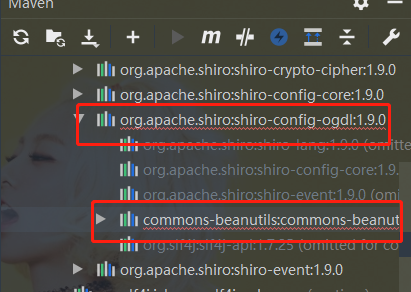 Maven
m
org.apache.shiro:shiro-crypto-cipher:1.9.0
org.apache.shiro:shiro-config-core:1.9.0
org.apache.shiro:shiro-config-ogdl:1.9.0
org.apache.shiro:shiro-lang:1.9.0 (omitte
org.apache.shiro:shiro-config-core:1.9.0
org.apache.shiro:shiro-event:1.9.0 (omi
commons-beanutils:commons-beanut
org.slf4j:slf4j-api:1.7.25 (omitted for co
org.apache.shiro:shiro-event:1.9.0